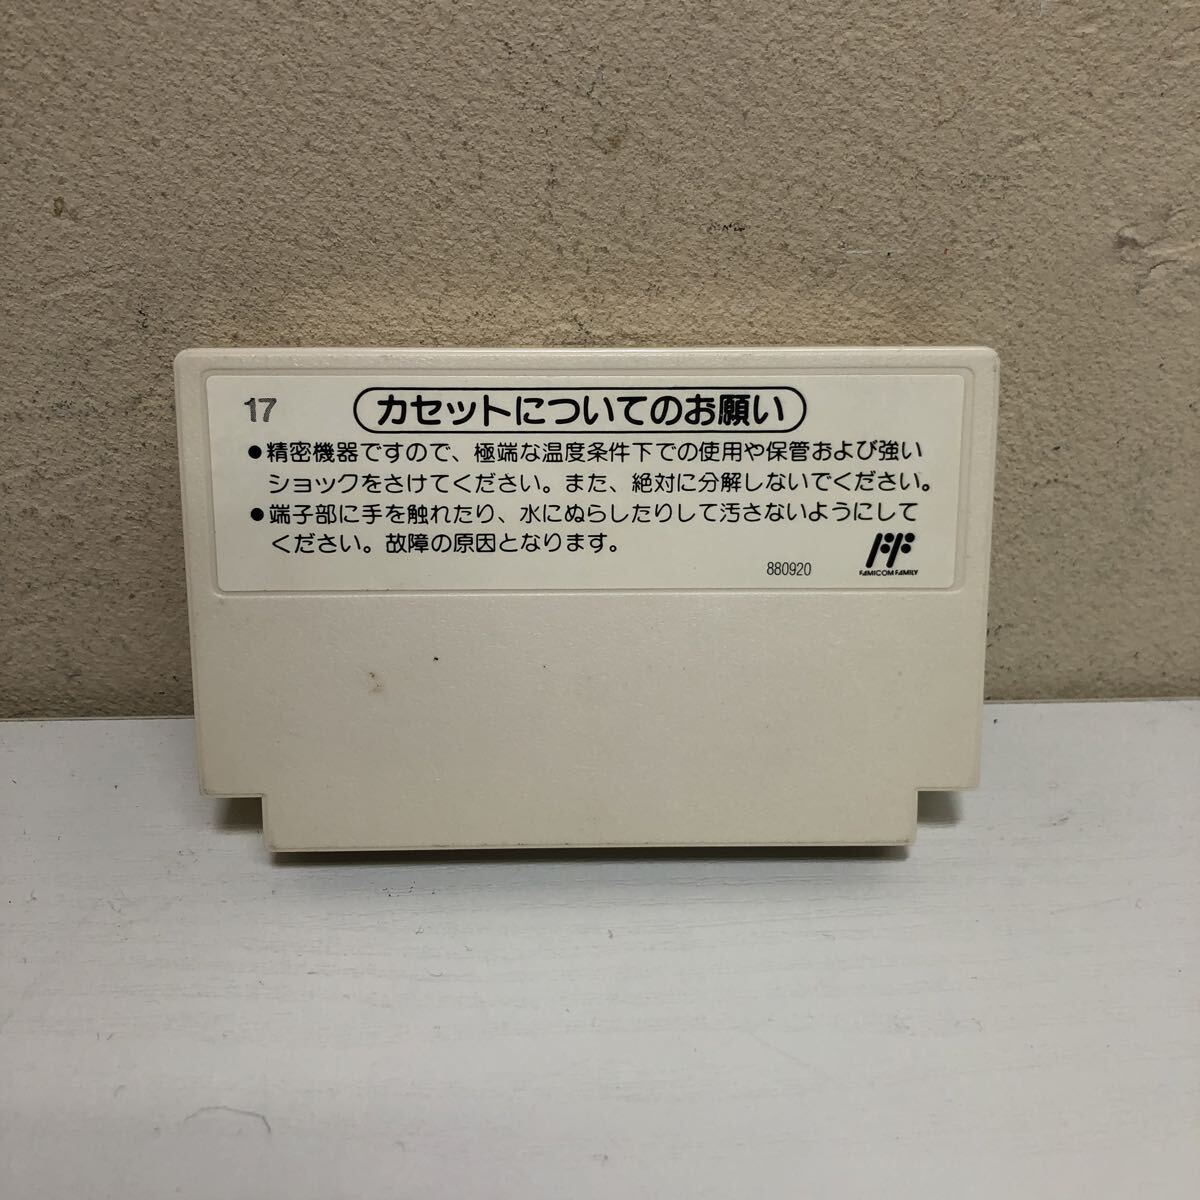 17
カセットについてのお願い
●精密機器ですので、極端な温度条件下での使用や保管および強い
ショックをさけてください。また、絶対に分解しないでください。
●端子部に手を触れたり、水にぬらしたりして汚さないようにして
ください。故障の原因となります。
880920
FF
FAMICOM FAMILY